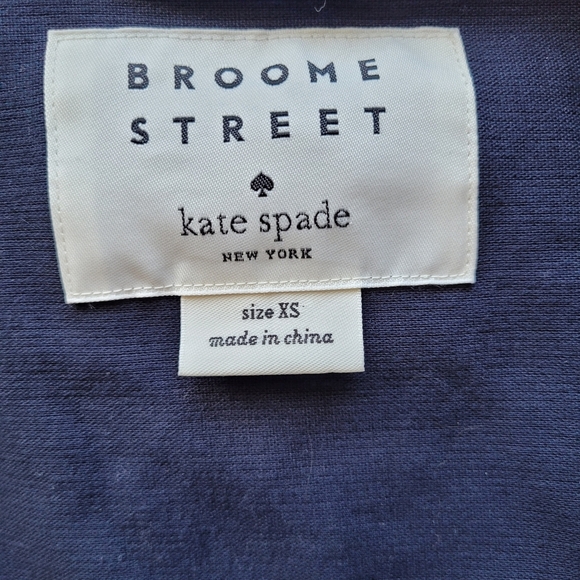 BROOME
STREET
kate spade
NEW YORK
size XS
made in china